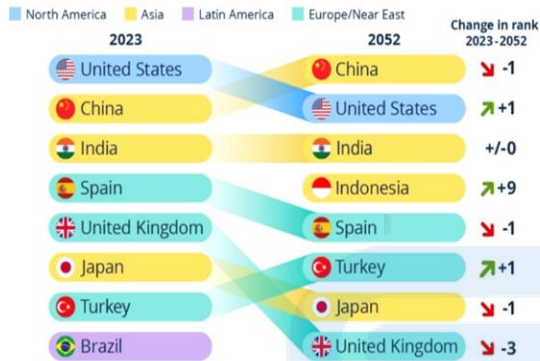 North America Asia Latin America Europe/Near East
Change in rank
2023 2052 2023-2052
United States China -1
China United States +1
India India +/-0
Spain Indonesia +9
United Kingdom Spain -1
Japan Turkey +1
Turkey Japan -1
Brazil United Kingdom -3